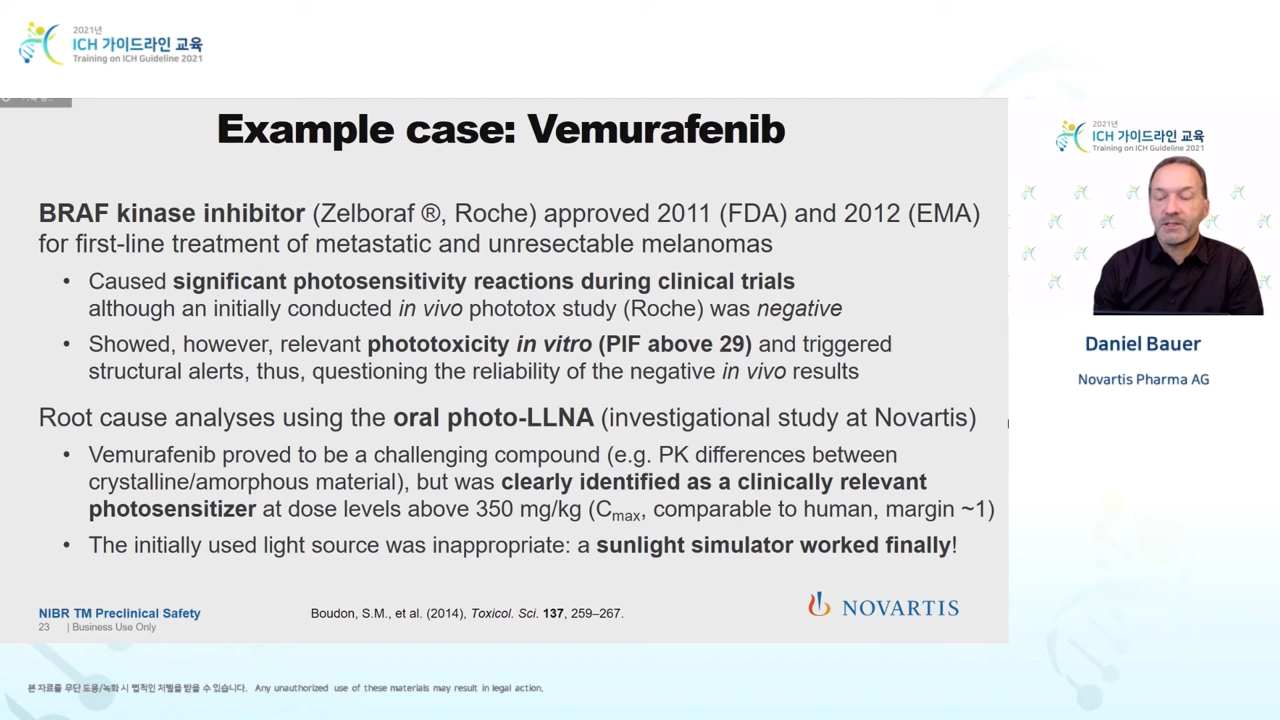 2021년
ICH 가이드라인 교육
Training on ICH Guideline 2021
Example case: Vemurafenib
BRAF kinase inhibitor (Zelboraf ®, Roche) approved 2011 (FDA) and 2012 (EMA)
for first-line treatment of metastatic and unresectable melanomas
• Caused significant photosensitivity reactions during clinical trials
although an initially conducted in vivo phototox study (Roche) was negative
• Showed, however, relevant phototoxicity in vitro (PIF above 29) and triggered
structural alerts, thus, questioning the reliability of the negative in vivo results
Root cause analyses using the oral photo-LLNA (investigational study at Novartis)
• Vemurafenib proved to be a challenging compound (e.g. PK differences between
crystalline/amorphous material), but was clearly identified as a clinically relevant
photosensitizer at dose levels above 350 mg/kg (Cmax, comparable to human, margin ~1)
• The initially used light source was inappropriate: a sunlight simulator worked finally!
NIBR TM Preclinical Safety
23 | Business Use Only
Boudon, S.M., et al. (2014), Toxicol. Sci. 137, 259–267.
NOVARTIS
2021년
ICH 가이드라인 교육
Training on ICH Guideline 2021
Daniel Bauer
Novartis Pharma AG
본 자료를 무단 도용/녹화 시 법적인 처벌을 받을 수 있습니다. Any unauthorized use of these materials may result in legal action.